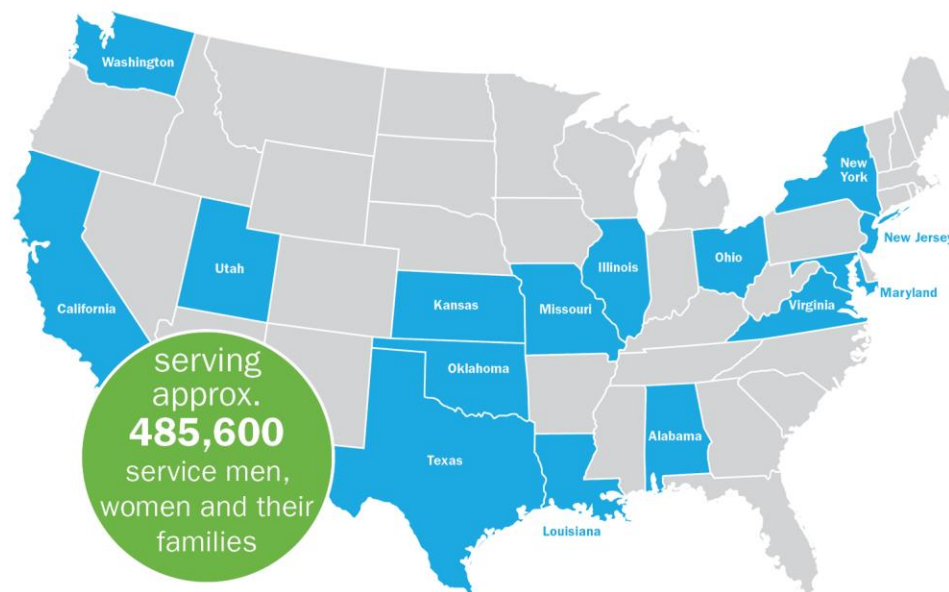 Washington
New
York
New Jersey
Utah
Illinois
Ohio
California
Kansas
Missouri
Virginia
Maryland
serving
approx.
485,600
service men,
women and their
families
Oklahoma
Texas
Alabama
Louisiana